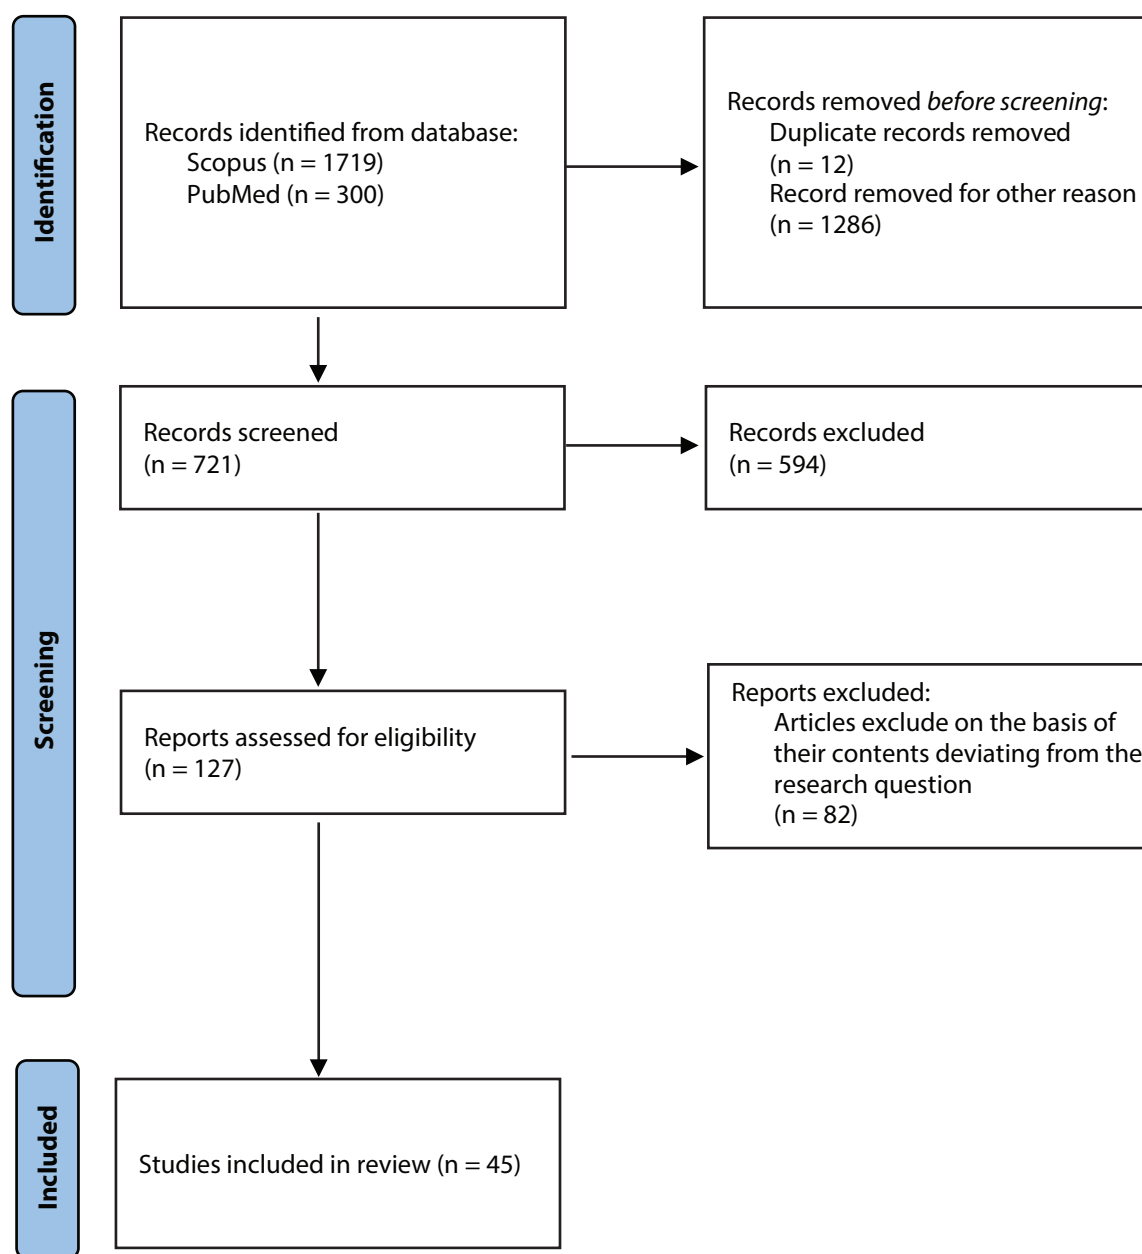 Identification
Records identified from database:
Scopus (n = 1719)
PubMed (n = 300)
Records removed before screening:
Duplicate records removed
(n = 12)
Record removed for other reason
(n = 1286)
Screening
Records screened
(n = 721)
Records excluded
(n = 594)
Reports assessed for eligibility
(n = 127)
Reports excluded:
Articles exclude on the basis of
their contents deviating from the
research question
(n = 82)
Included
Studies included in review (n = 45)